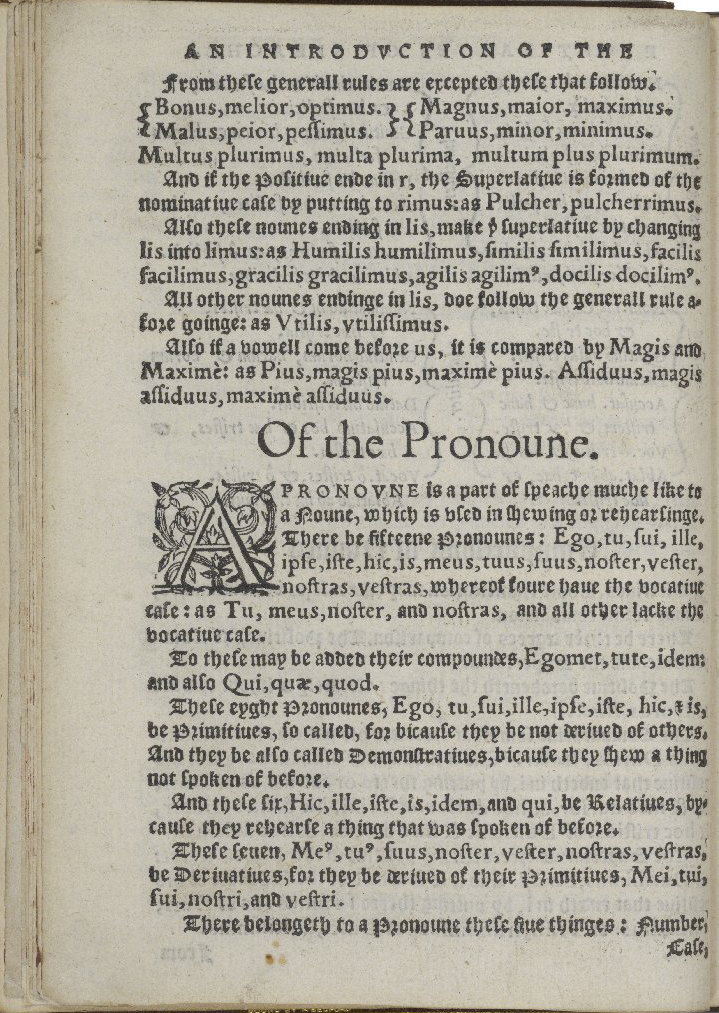 AN INTRODVCTION OF THE
From theſe generall rules are excepted theſe that follow.
Bonus,melior,optimus. Magnus,maior, maximus.
Malus,peior,peſſimus. Paruus,minor,minimus.
Multus plurimus, multa plurima, multum plus plurimum.
And if the Poſitiue ende in r, the Superlatiue is formed of the
nominatiue caſe by putting to rimus:as Pulcher,pulcherrimus.
Alſo theſe nounes ending in lis,make yͤ ſuperlatiue by changing
lis into limus:as Humilis humilimus,ſimilis ſimilimus,facilis
facilimus,gracilis gracilimus,agilis agilimꝰ,docilis docilimꝰ.
All other nounes endinge in lis, doe follow the generall rule a-
fore goinge: as Vtilis,vtiliſſimus.
Alſo if a vowell come before us, it is compared by Magis and
Maximè: as Pius,magis pius,maximè pius. Aſſiduus,magis
aſſiduus,maximè aſſiduus.
Of the Pronoune.
A PRONOVNE is a part of ſpeache muche like to
a Noune, which is vſed in ſhewing or rehearſinge.
There be fifteene Pronounes: Ego,tu,ſui, ille,
ipſe,iſte,hic,is,meus,tuus,ſuus,noſter,veſter,
noſtras,veſtras,whereof foure haue the vocatiue
caſe: as Tu, meus,noſter, and noſtras, and all other lacke the
vocatiue caſe.
To theſe may be added their compoundes,Egomet,tute,idem:
and alſo Qui,quæ,quod.
Theſe eyght Pronounes, Ego, tu,ſui,ille,ipſe,iſte, hic,& is,
be Primitiues, ſo called, for bicauſe they be not deriued of others.
And they be alſo called Demonſtratiues,bicauſe they ſhew a thing
not ſpoken of before.
And theſe ſix,Hic,ille,iſte,is,idem,and qui,be Relatiues, by-
cauſe they rehearſe a thing that was ſpoken of before.
Theſe ſeuen, Meꝰ,tuꝰ,ſuus,noſter,veſter,noſtras,veſtras,
be Deriuatiues,for they be deriued of their Primitiues, Mei,tui,
ſui,noſtri,and veſtri.
There belongeth to a Pronoune theſe fiue thinges: Number,
Caſe,